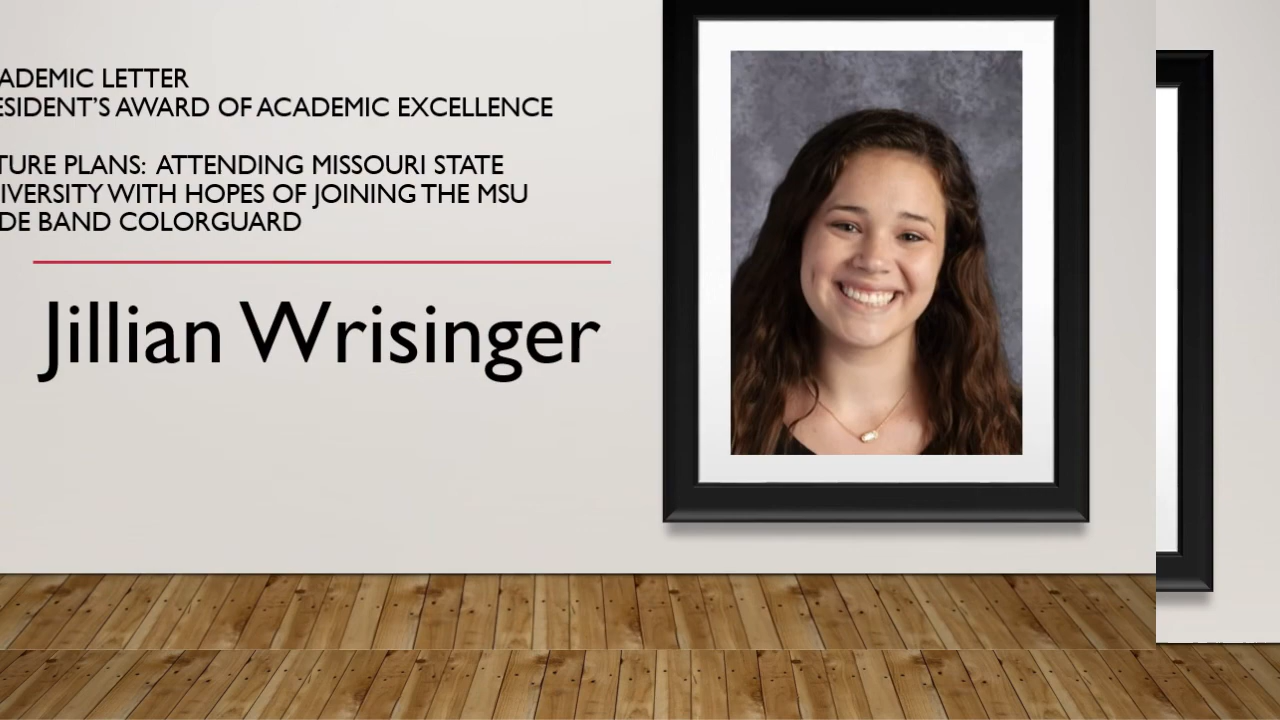 ADEMIC LETTER
ESIDENT'S AWARD OF ACADEMIC EXCELLENCE
TURE PLANS: ATTENDING MISSOURI STATE
IVERSITY WITH HOPES OF JOINING THE MSU
DE BAND COLORGUARD
Jillian Wrisinger